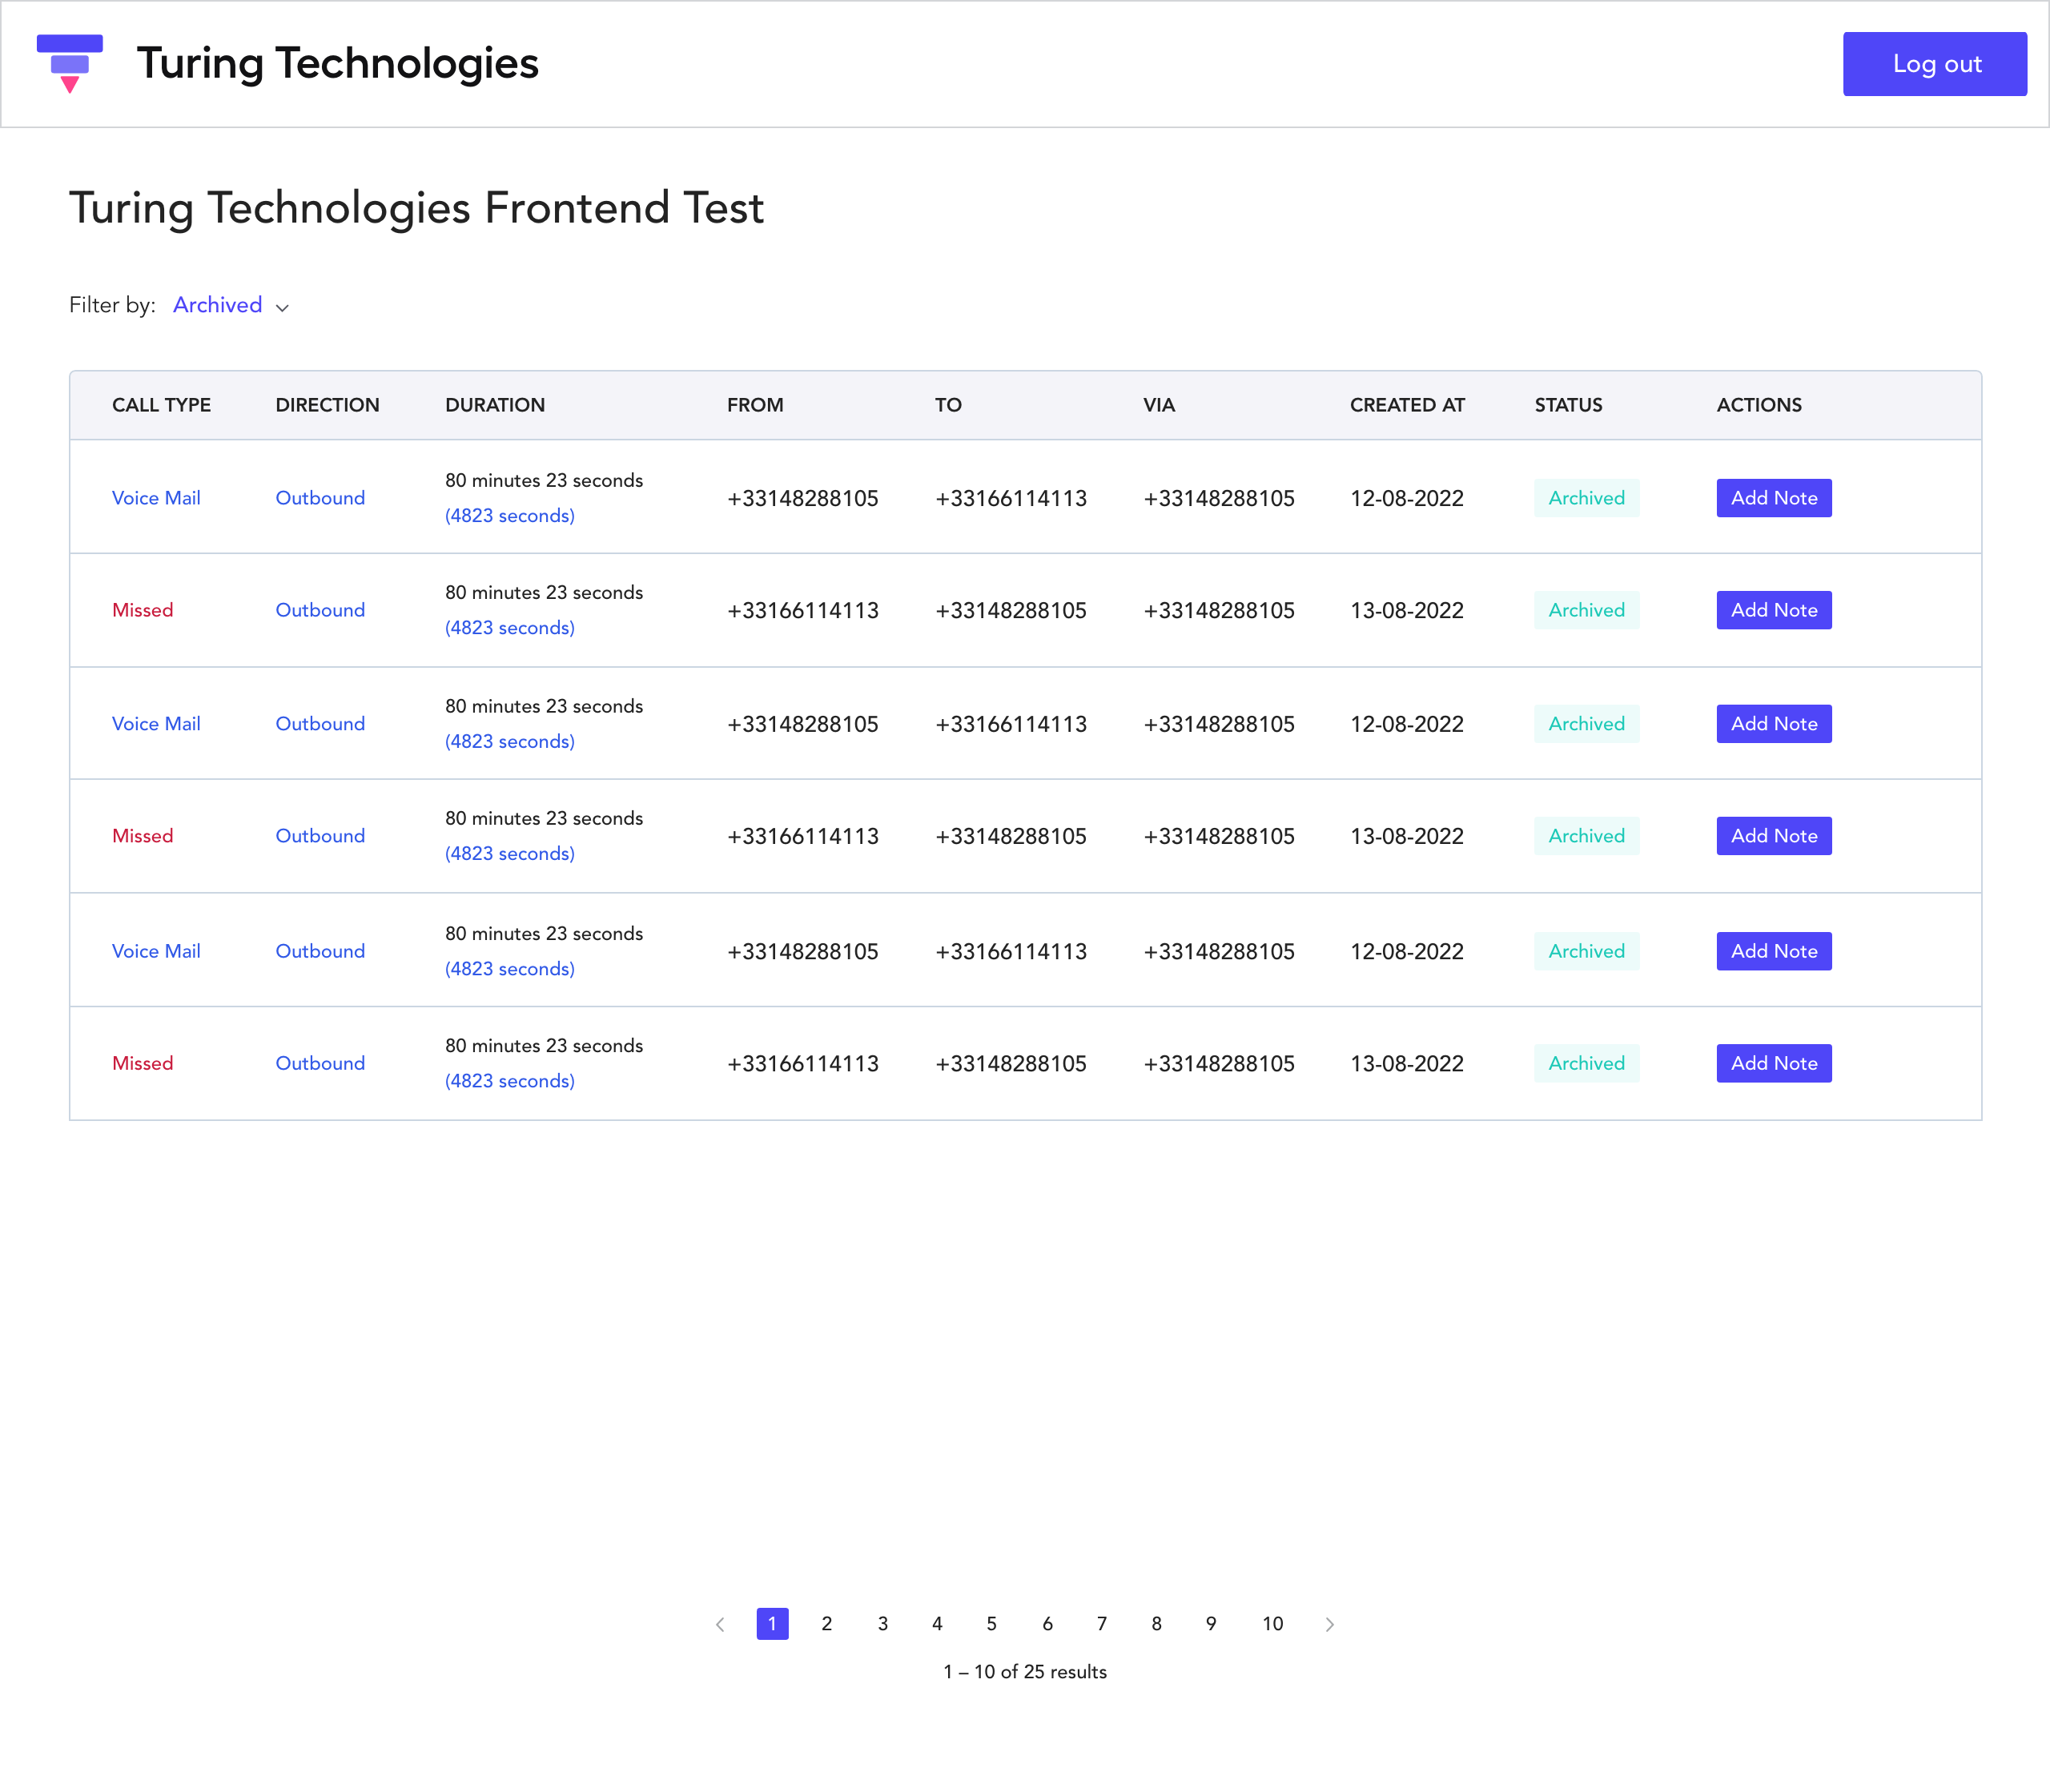 Turing Technologies
Log out
Turing Technologies Frontend Test
Filter by: Archived
CALL TYPE DIRECTION DURATION FROM TO VIA CREATED AT STATUS ACTIONS
Voice Mail Outbound 80 minutes 23 seconds +33148288105 +33166114113 +33148288105 12-08-2022 Archived Add Note
(4823 seconds)
Missed Outbound 80 minutes 23 seconds +33166114113 +33148288105 +33148288105 13-08-2022 Archived Add Note
(4823 seconds)
Voice Mail Outbound 80 minutes 23 seconds +33148288105 +33166114113 +33148288105 12-08-2022 Archived Add Note
(4823 seconds)
Missed Outbound 80 minutes 23 seconds +33166114113 +33148288105 +33148288105 13-08-2022 Archived Add Note
(4823 seconds)
Voice Mail Outbound 80 minutes 23 seconds +33148288105 +33166114113 +33148288105 12-08-2022 Archived Add Note
(4823 seconds)
Missed Outbound 80 minutes 23 seconds +33166114113 +33148288105 +33148288105 13-08-2022 Archived Add Note
(4823 seconds)
1 2 3 4 5 6 7 8 9 10
1 – 10 of 25 results